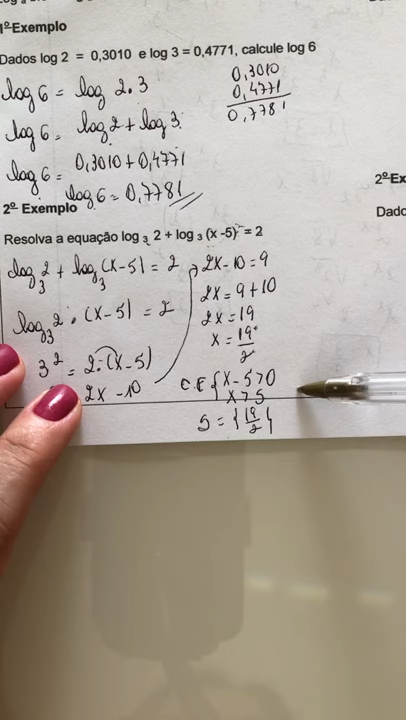 1º Exemplo
Dados log 2 = 0,3010 e log 3 = 0,4771, calcule log 6
log 6 = log 2.3
log 6 = log 2 + log 3
log 6 = 0,3010 + 0,4771
log 6 = 0,7781
0,3010
0,4771
0,7781
2º Exemplo
Resolva a equação log ₃ 2 + log ₃ (x -5) = 2
log₃ 2 + log₃ (x-5) = 2
log₃ 2 . (x-5) = 2
3² = 2.(x-5)
2x - 10
2x - 10 = 9
2x = 9 + 10
2x = 19
x = 19/2
C.E { x - 5 > 0
x > 5
S = { 19/2 }
2º Ex
Dado